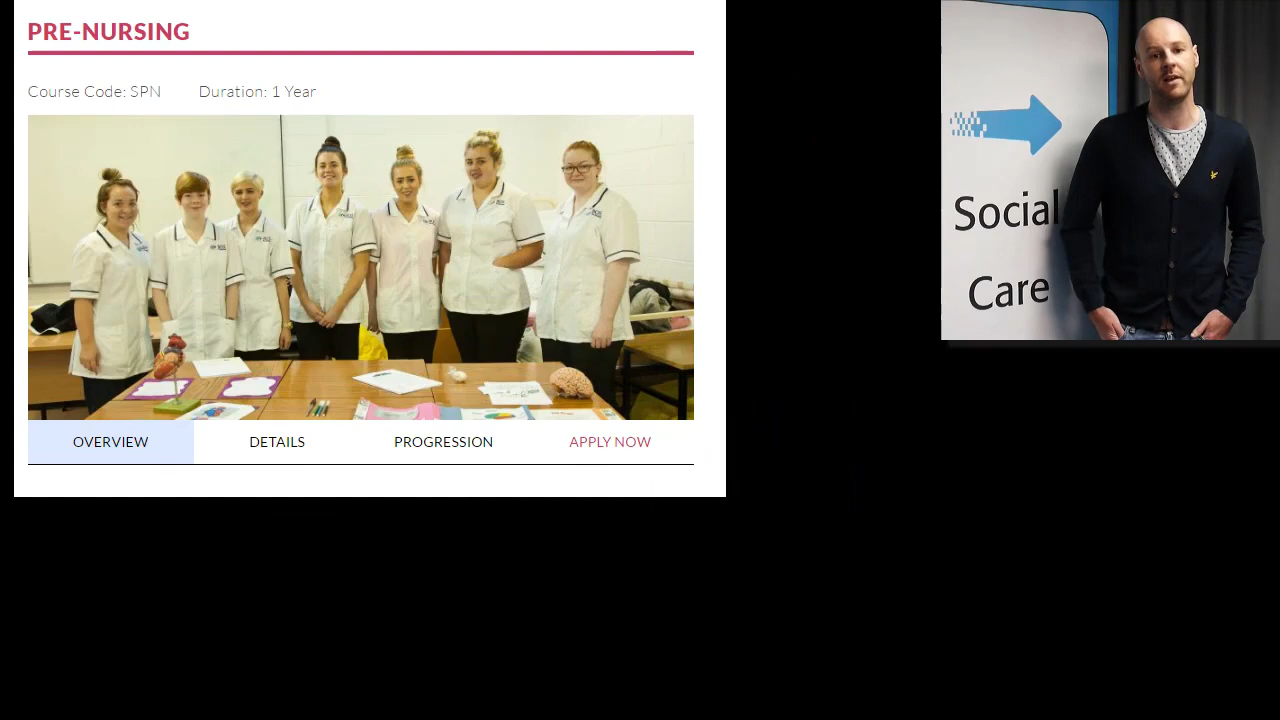 PRE-NURSING
Course Code: SPN Duration: 1 Year
OVERVIEW DETAILS PROGRESSION APPLY NOW
Social
Care